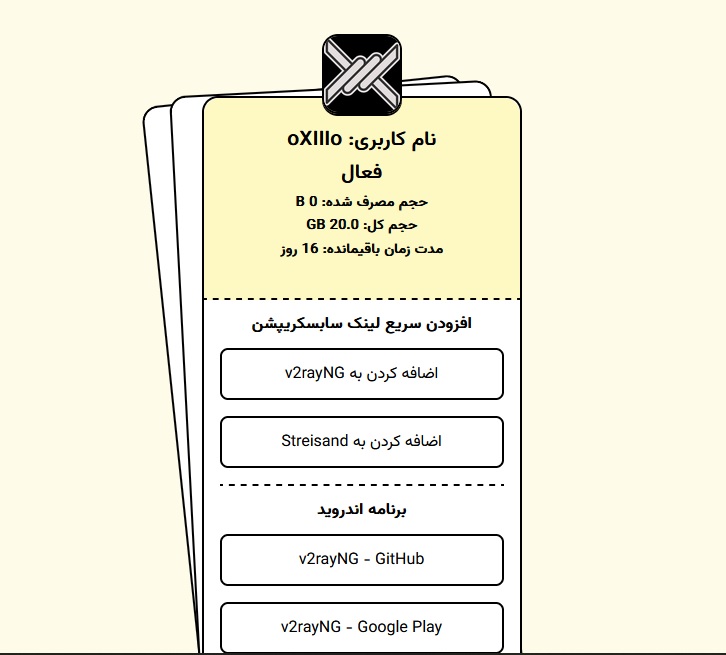 نام کاربری: oXIIIo
فعال
حجم مصرف شده: 0 B
حجم کل: 20.0 GB
مدت زمان باقیمانده: 16 روز
افزودن سریع لینک سابسکریپشن
اضافه کردن به v2rayNG
اضافه کردن به Streisand
برنامه اندروید
v2rayNG - GitHub
v2rayNG - Google Play